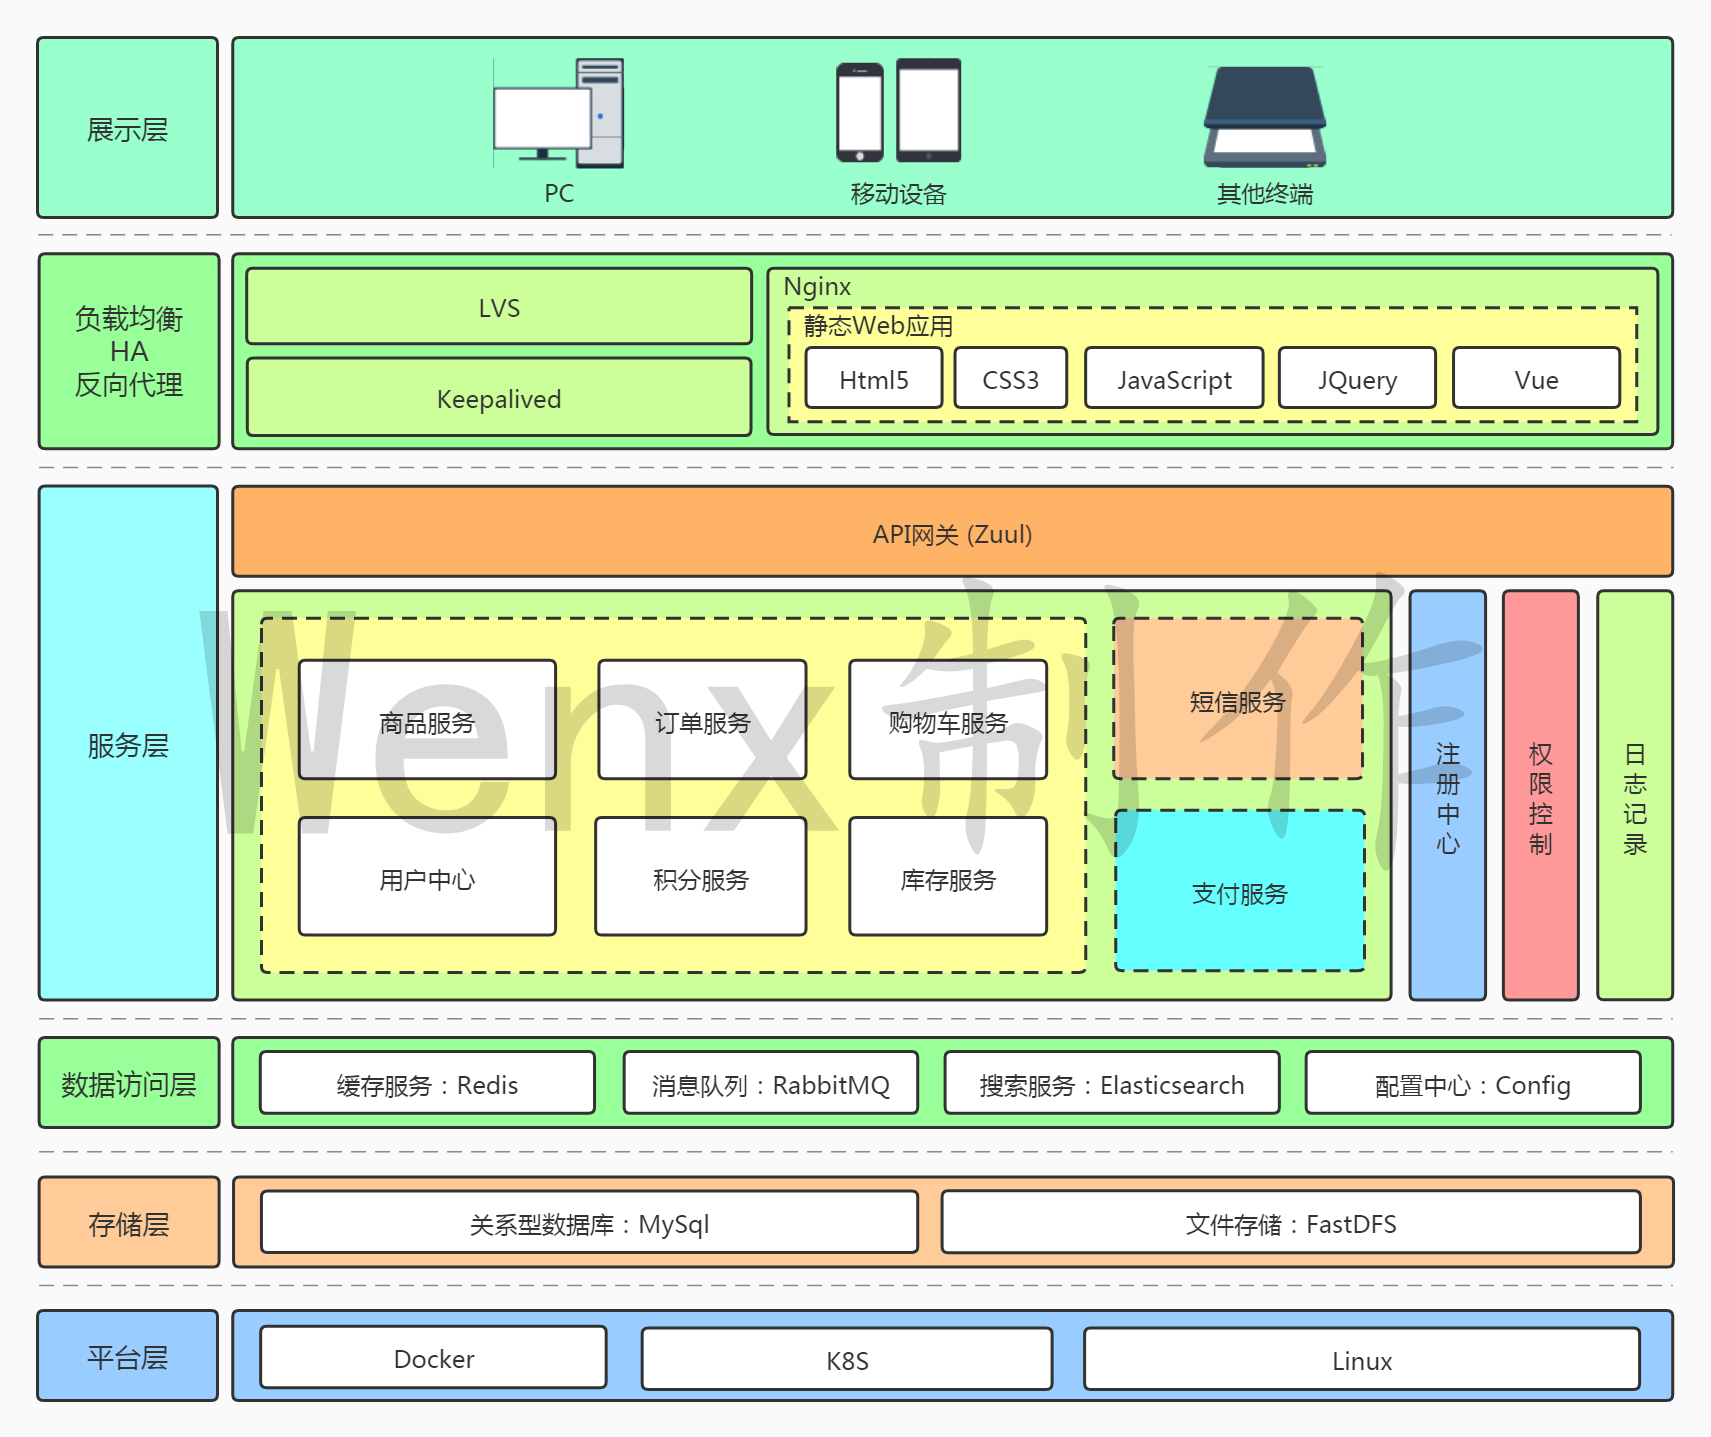 展示层
PC
移动设备
其他终端
负载均衡
HA
反向代理
LVS
Keepalived
Nginx
静态Web应用
Html5
CSS3
JavaScript
JQuery
Vue
服务层
API网关 (Zuul)
商品服务
订单服务
购物车服务
用户中心
积分服务
库存服务
短信服务
支付服务
注册中心
权限控制
日志记录
Wenx制作
数据访问层
缓存服务：Redis
消息队列：RabbitMQ
搜索服务：Elasticsearch
配置中心：Config
存储层
关系型数据库：MySql
文件存储：FastDFS
平台层
Docker
K8S
Linux